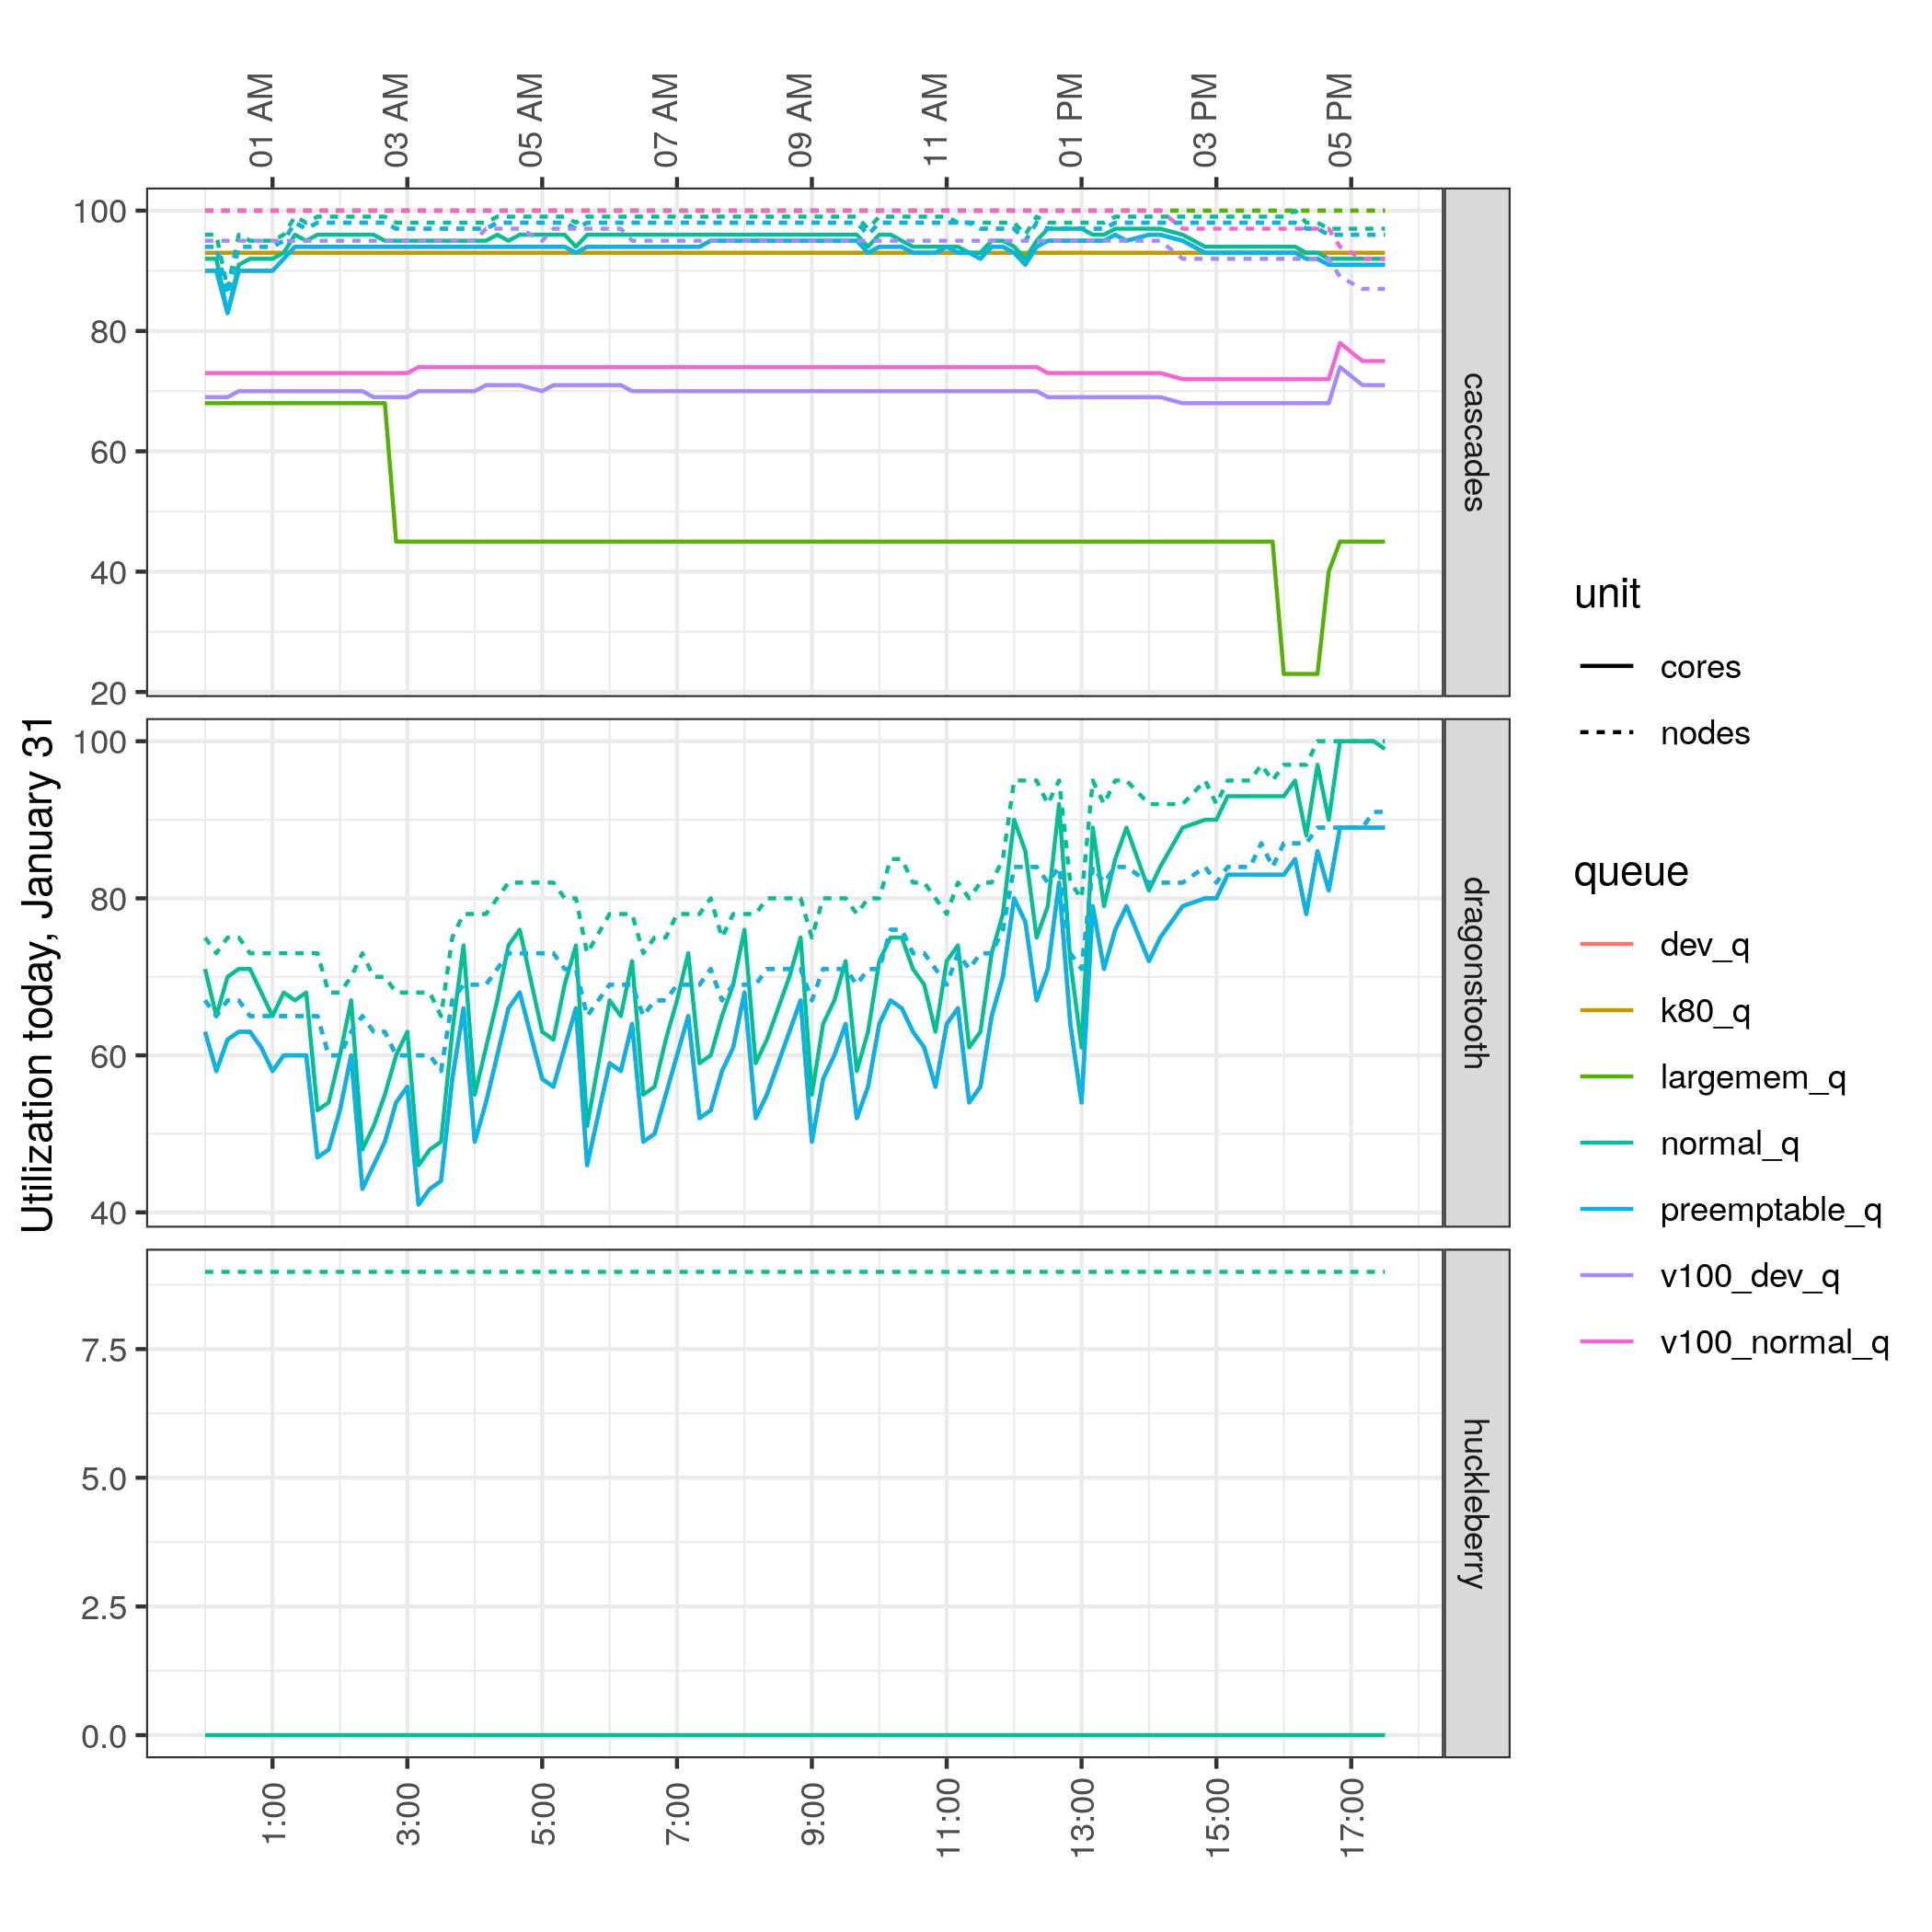 01 AM
03 AM
05 AM
07 AM
09 AM
11 AM
01 PM
03 PM
05 PM
Utilization today, January 31
100
80
60
40
20
cascades
100
80
60
40
dragonstooth
7.5
5.0
2.5
0.0
huckleberry
1:00
3:00
5:00
7:00
9:00
11:00
13:00
15:00
17:00
unit
cores
nodes
queue
dev_q
k80_q
largemem_q
normal_q
preemptable_q
v100_dev_q
v100_normal_q